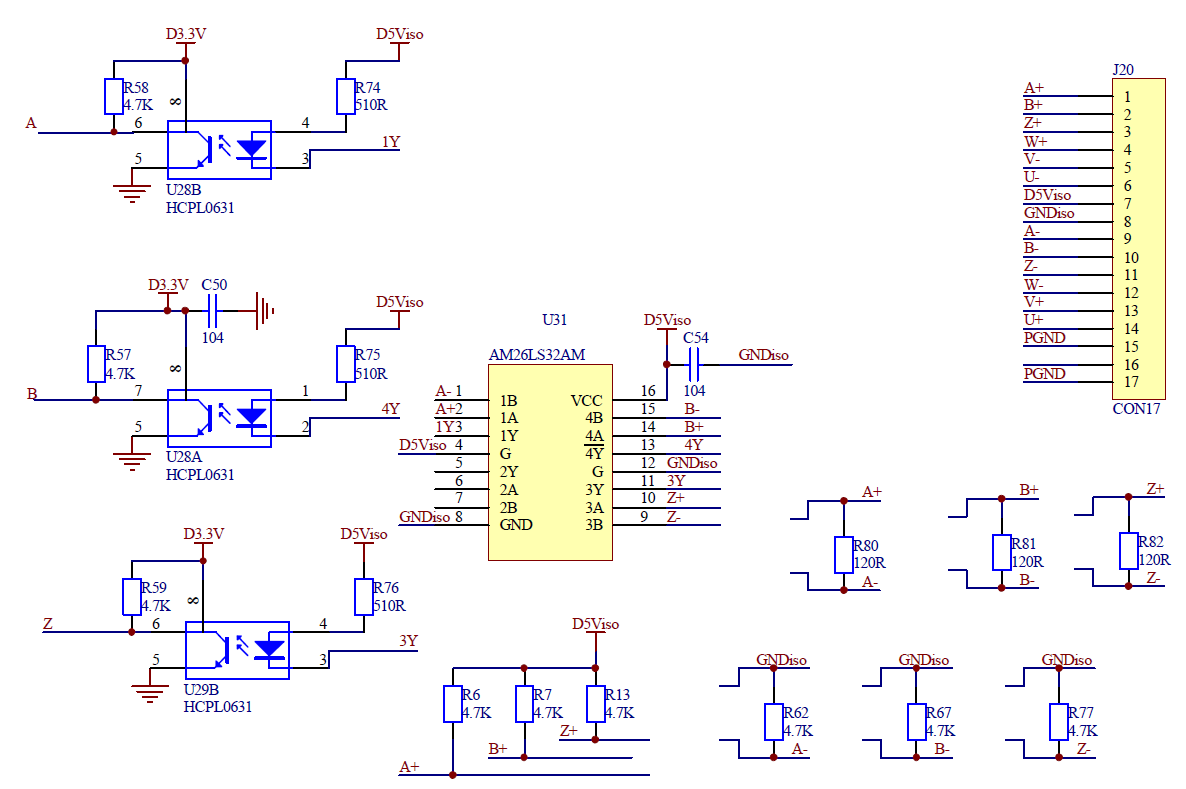 D3.3V
D5Viso
R58
4.7K
8
R74
510R
A
6
4
1Y
5
3
U28B
HCPL0631
D3.3V
C50
104
D5Viso
R57
4.7K
8
R75
510R
B
7
1
4Y
5
2
U28A
HCPL0631
D3.3V
D5Viso
R59
4.7K
8
R76
510R
Z
6
4
3Y
5
3
U29B
HCPL0631
U31
AM26LS32AM
D5Viso
C54
104
GNDiso
A- 1 1B VCC 16
A+ 2 1A 4B 15 B-
1Y 3 1Y 4A 14 B+
D5Viso 4 G 4Y 13 4Y
5 2Y G 12 GNDiso
6 2A 3Y 11 3Y
7 2B 3A 10 Z+
GNDiso 8 GND 3B 9 Z-
J20
A+ 1
B+ 2
Z+ 3
W+ 4
V- 5
U- 6
D5Viso 7
GNDiso 8
A- 9
B- 10
Z- 11
W- 12
V+ 13
U+ 14
PGND 15
16
PGND 17
CON17
A+
R80
120R
A-
B+
R81
120R
B-
Z+
R82
120R
Z-
D5Viso
R6
4.7K
R7
4.7K
R13
4.7K
Z+
B+
A+
GNDiso
R62
4.7K
A-
GNDiso
R67
4.7K
B-
GNDiso
R77
4.7K
Z-